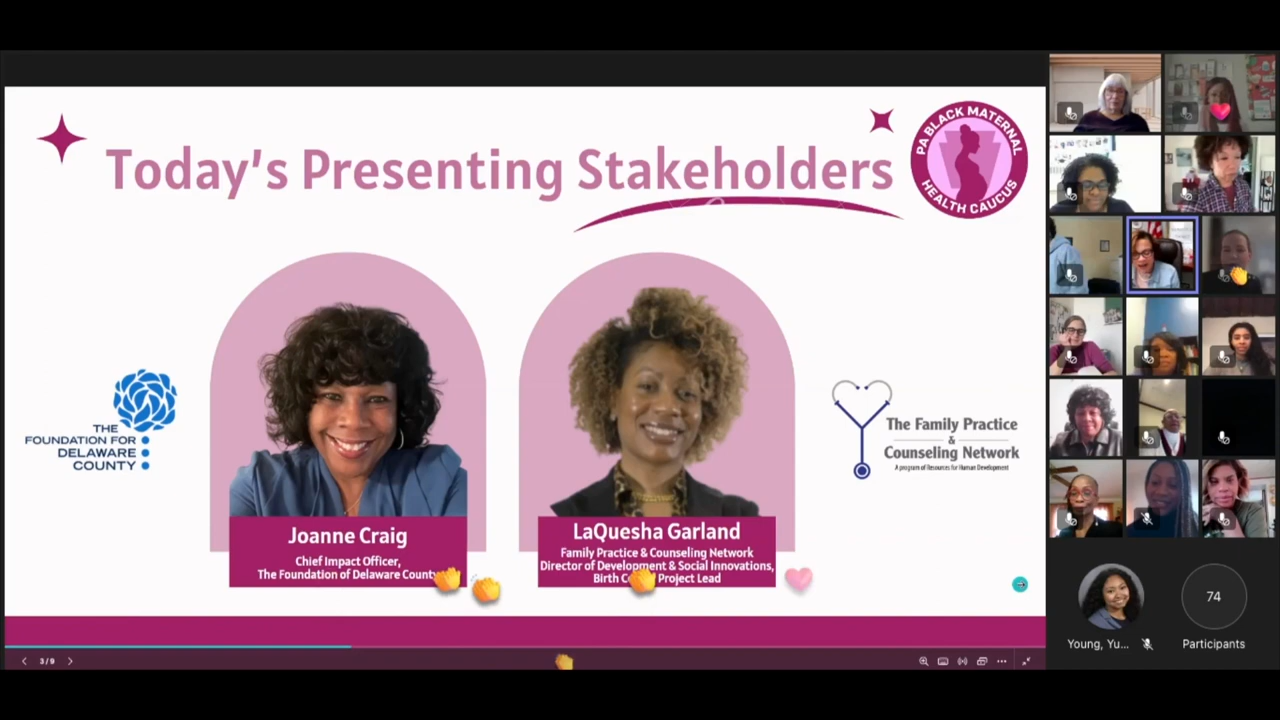 Today's Presenting Stakeholders
PA BLACK MATERNAL
HEALTH CAUCUS
THE
FOUNDATION FOR
DELAWARE
COUNTY
The Family Practice
&
Counseling Network
A program of Resources for Human Development
Joanne Craig
Chief Impact Officer,
The Foundation of Delaware County
LaQuesha Garland
Family Practice & Counseling Network
Director of Development & Social Innovations,
Birth Project Lead
3/9
Young, Yu...
74
Participants